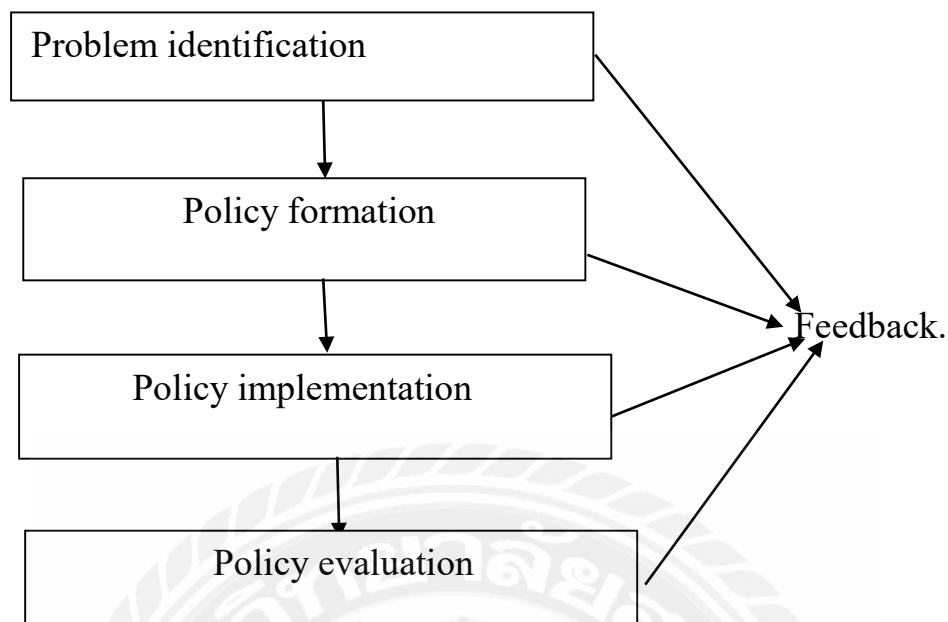 Problem identification
Policy formation
Feedback.
Policy implementation
Policy evaluation